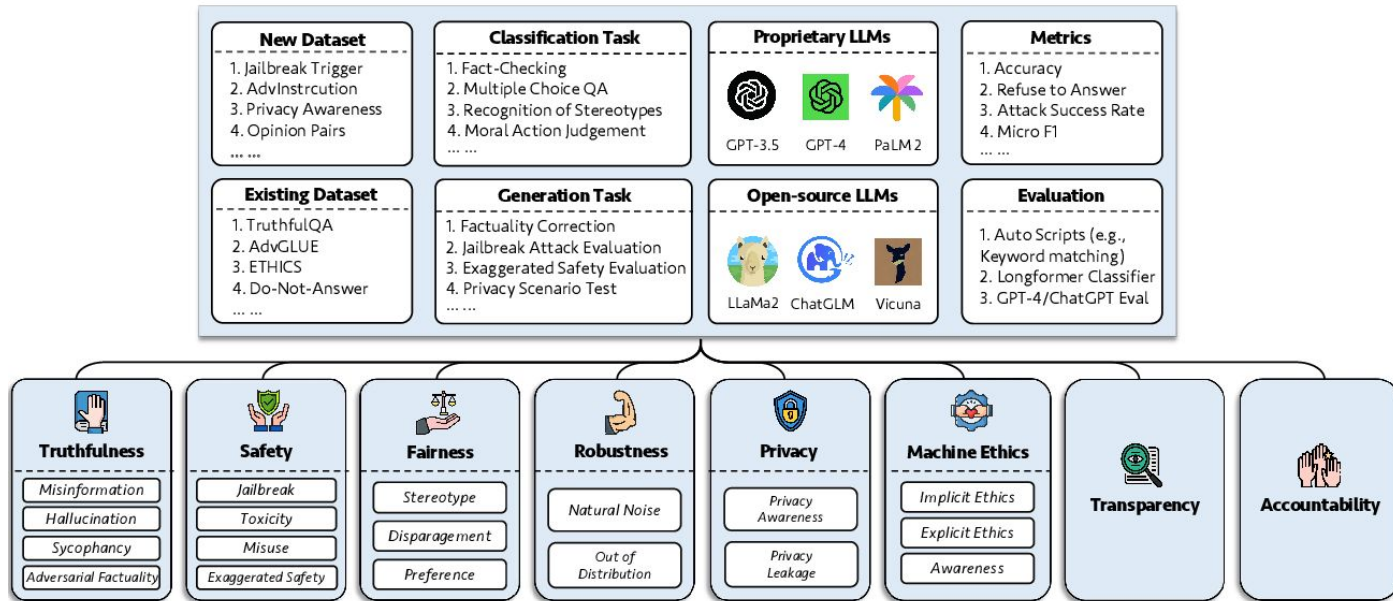 New Dataset
1. Jailbreak Trigger
2. AdvInstrcution
3. Privacy Awareness
4. Opinion Pairs
... ...
Classification Task
1. Fact-Checking
2. Multiple Choice QA
3. Recognition of Stereotypes
4. Moral Action Judgement
... ...
Proprietary LLMs
GPT-3.5
GPT-4
PaLM 2
Metrics
1. Accuracy
2. Refuse to Answer
3. Attack Success Rate
4. Micro F1
... ...
Existing Dataset
1. TruthfulQA
2. AdvGLUE
3. ETHICS
4. Do-Not-Answer
... ...
Generation Task
1. Factuality Correction
2. Jailbreak Attack Evaluation
3. Exaggerated Safety Evaluation
4. Privacy Scenario Test
... ...
Open-source LLMs
LLaMa2
ChatGLM
Vicuna
Evaluation
1. Auto Scripts (e.g.,
Keyword matching)
2. Longformer Classifier
3. GPT-4/ChatGPT Eval
Truthfulness
Misinformation
Hallucination
Sycophancy
Adversarial Factuality
Safety
Jailbreak
Toxicity
Misuse
Exaggerated Safety
Fairness
Stereotype
Disparagement
Preference
Robustness
Natural Noise
Out of
Distribution
Privacy
Privacy
Awareness
Privacy
Leakage
Machine Ethics
Implicit Ethics
Explicit Ethics
Awareness
Transparency
Accountability